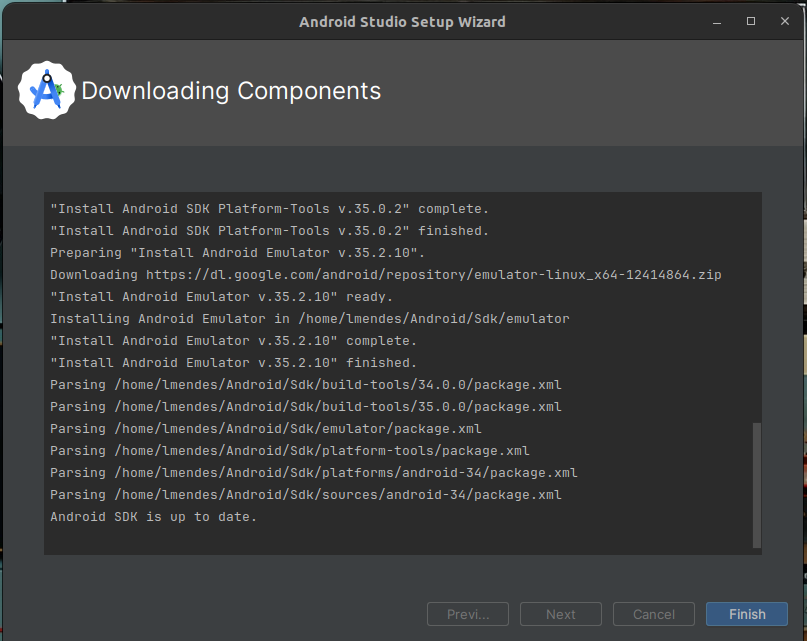 Android Studio Setup Wizard
Downloading Components
"Install Android SDK Platform-Tools v.35.0.2" complete.
"Install Android SDK Platform-Tools v.35.0.2" finished.
Preparing "Install Android Emulator v.35.2.10".
Downloading https://dl.google.com/android/repository/emulator-linux_x64-12414864.zip
"Install Android Emulator v.35.2.10" ready.
Installing Android Emulator in /home/lmendes/Android/Sdk/emulator
"Install Android Emulator v.35.2.10" complete.
"Install Android Emulator v.35.2.10" finished.
Parsing /home/lmendes/Android/Sdk/build-tools/34.0.0/package.xml
Parsing /home/lmendes/Android/Sdk/build-tools/35.0.0/package.xml
Parsing /home/lmendes/Android/Sdk/emulator/package.xml
Parsing /home/lmendes/Android/Sdk/platform-tools/package.xml
Parsing /home/lmendes/Android/Sdk/platforms/android-34/package.xml
Parsing /home/lmendes/Android/Sdk/sources/android-34/package.xml
Android SDK is up to date.
Previ... Next Cancel Finish